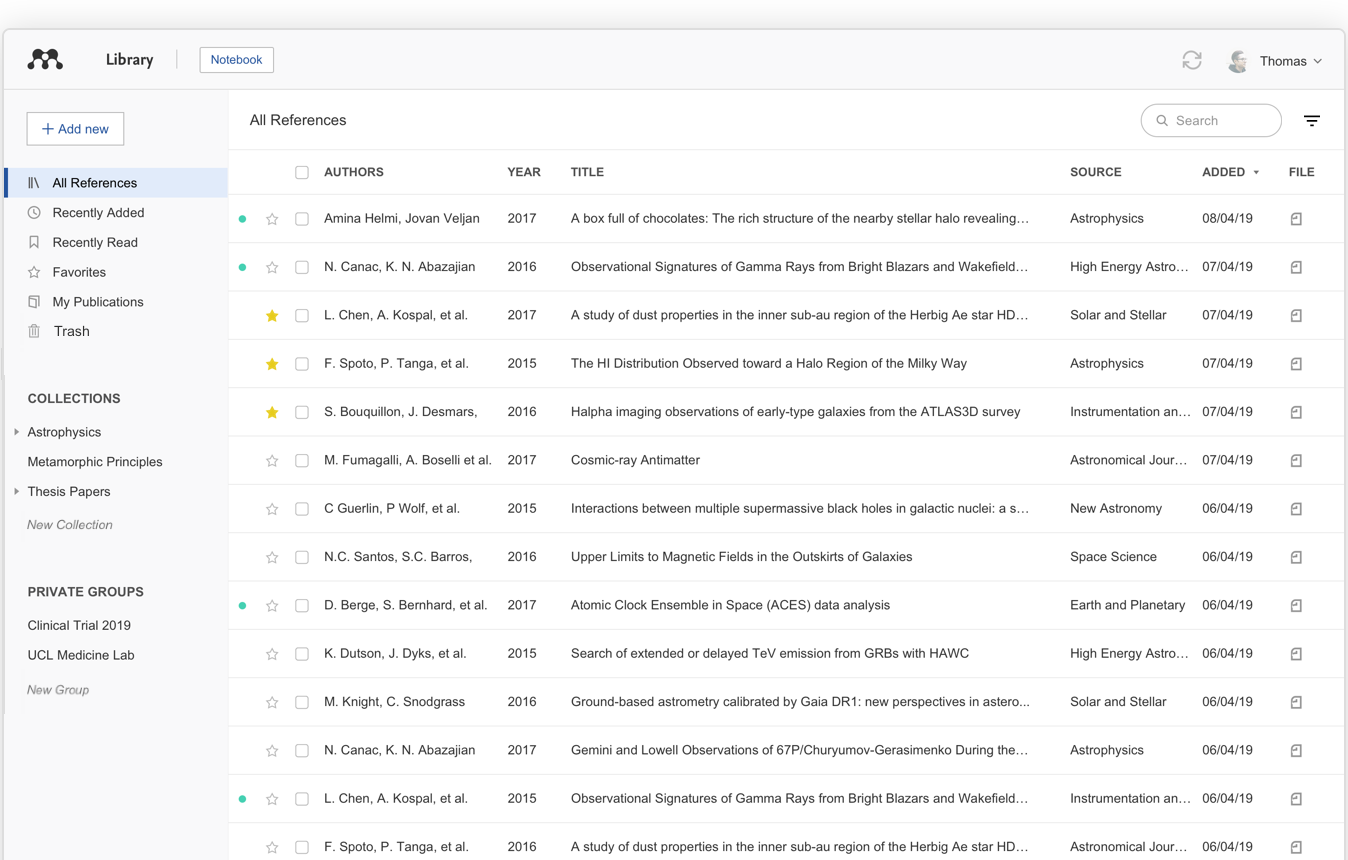 Library Notebook Thomas
+ Add new
All References Search
All References
Recently Added
Recently Read
Favorites
My Publications
Trash
COLLECTIONS
Astrophysics
Metamorphic Principles
Thesis Papers
New Collection
PRIVATE GROUPS
Clinical Trial 2019
UCL Medicine Lab
New Group
AUTHORS YEAR TITLE SOURCE ADDED FILE
Amina Helmi, Jovan Veljan 2017 A box full of chocolates: The rich structure of the nearby stellar halo revealing… Astrophysics 08/04/19
N. Canac, K. N. Abazajian 2016 Observational Signatures of Gamma Rays from Bright Blazars and Wakefield… High Energy Astro… 07/04/19
L. Chen, A. Kospal, et al. 2017 A study of dust properties in the inner sub-au region of the Herbig Ae star HD… Solar and Stellar 07/04/19
F. Spoto, P. Tanga, et al. 2015 The HI Distribution Observed toward a Halo Region of the Milky Way Astrophysics 07/04/19
S. Bouquillon, J. Desmars, 2016 Halpha imaging observations of early-type galaxies from the ATLAS3D survey Instrumentation an… 07/04/19
M. Fumagalli, A. Boselli et al. 2017 Cosmic-ray Antimatter Astronomical Jour… 07/04/19
C Guerlin, P Wolf, et al. 2015 Interactions between multiple supermassive black holes in galactic nuclei: a s… New Astronomy 06/04/19
N.C. Santos, S.C. Barros, 2016 Upper Limits to Magnetic Fields in the Outskirts of Galaxies Space Science 06/04/19
D. Berge, S. Bernhard, et al. 2017 Atomic Clock Ensemble in Space (ACES) data analysis Earth and Planetary 06/04/19
K. Dutson, J. Dyks, et al. 2015 Search of extended or delayed TeV emission from GRBs with HAWC High Energy Astro… 06/04/19
M. Knight, C. Snodgrass 2016 Ground-based astrometry calibrated by Gaia DR1: new perspectives in astero... Solar and Stellar 06/04/19
N. Canac, K. N. Abazajian 2017 Gemini and Lowell Observations of 67P/Churyumov-Gerasimenko During the… Astrophysics 06/04/19
L. Chen, A. Kospal, et al. 2015 Observational Signatures of Gamma Rays from Bright Blazars and Wakefield… Instrumentation an… 06/04/19
F. Spoto, P. Tanga, et al. 2016 A study of dust properties in the inner sub-au region of the Herbig Ae star HD… Astronomical Jour… 06/04/19